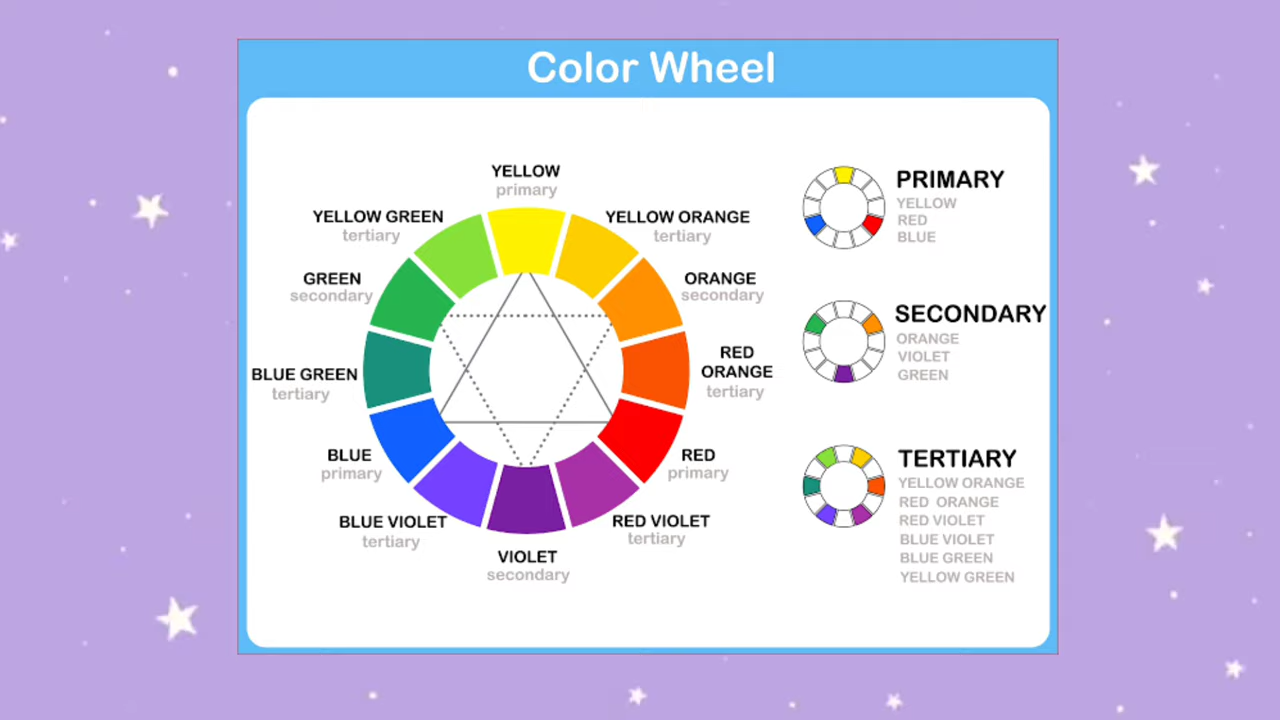 Color Wheel
YELLOW
primary
YELLOW GREEN
tertiary
YELLOW ORANGE
tertiary
GREEN
secondary
ORANGE
secondary
BLUE GREEN
tertiary
RED
ORANGE
tertiary
BLUE
primary
RED
primary
BLUE VIOLET
tertiary
RED VIOLET
tertiary
VIOLET
secondary
PRIMARY
YELLOW
RED
BLUE
SECONDARY
ORANGE
VIOLET
GREEN
TERTIARY
YELLOW ORANGE
RED ORANGE
RED VIOLET
BLUE VIOLET
BLUE GREEN
YELLOW GREEN